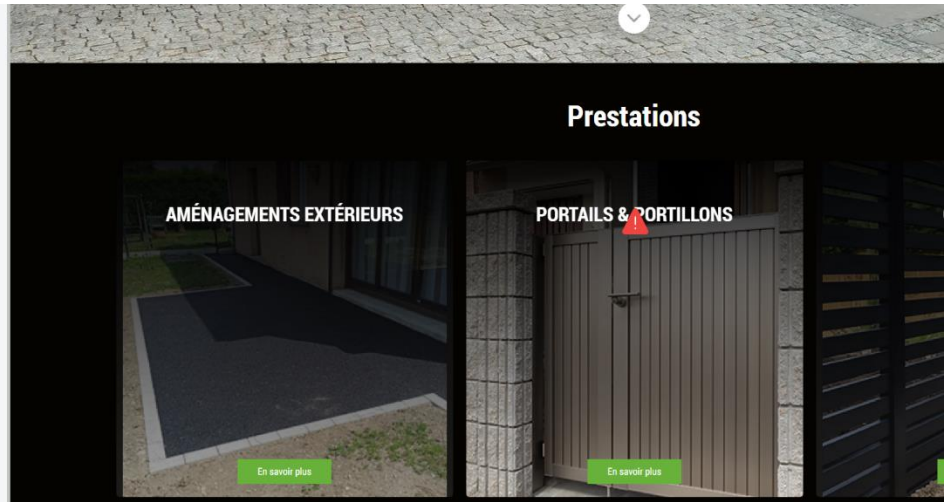 Prestations
AMÉNAGEMENTS EXTÉRIEURS
PORTAILS & PORTILLONS
En savoir plus
En savoir plus